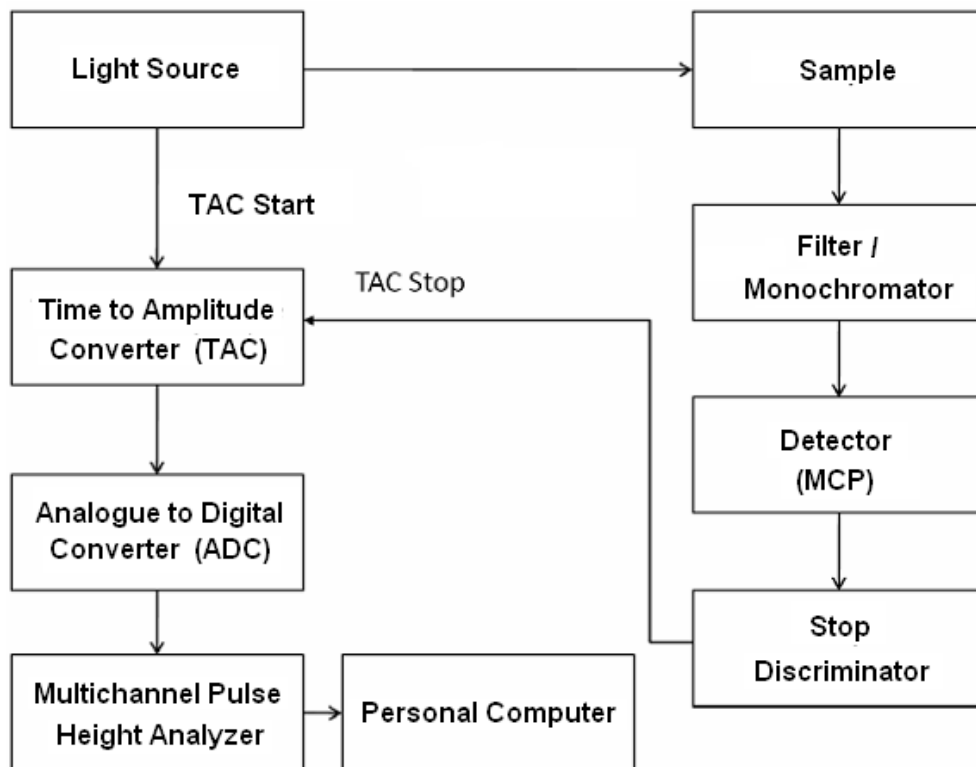 Light Source
Sample
TAC Start
Filter /
Monochromator
TAC Stop
Time to Amplitude
Converter (TAC)
Detector
(MCP)
Analogue to Digital
Converter (ADC)
Stop
Discriminator
Multichannel Pulse
Height Analyzer
Personal Computer